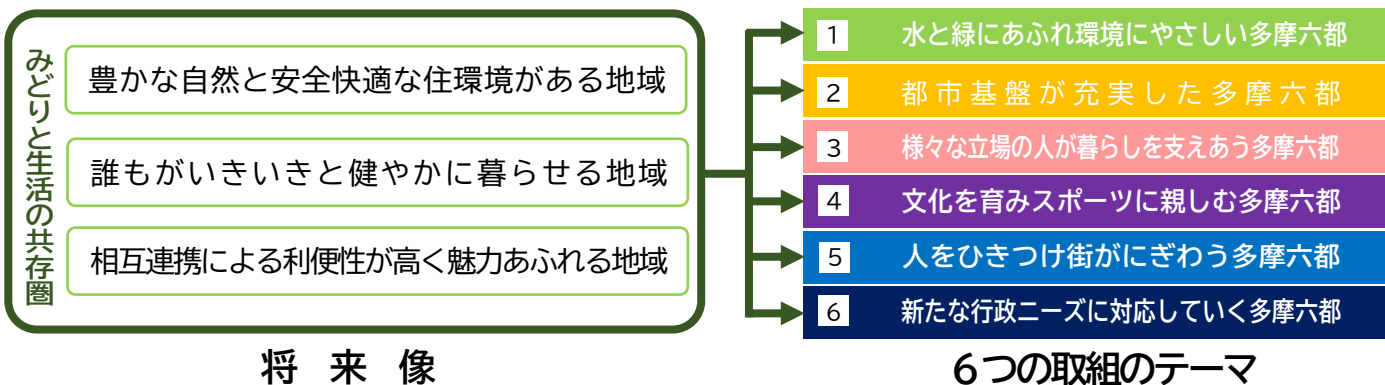 みどりと生活の共存圏
豊かな自然と安全快適な住環境がある地域
誰もがいきいきと健やかに暮らせる地域
相互連携による利便性が高く魅力あふれる地域
将来像
1 水と緑にあふれ環境にやさしい多摩六都
2 都市基盤が充実した多摩六都
3 様々な立場の人が暮らしを支えあう多摩六都
4 文化を育みスポーツに親しむ多摩六都
5 人をひきつけ街がにぎわう多摩六都
6 新たな行政ニーズに対応していく多摩六都
6つの取組のテーマ